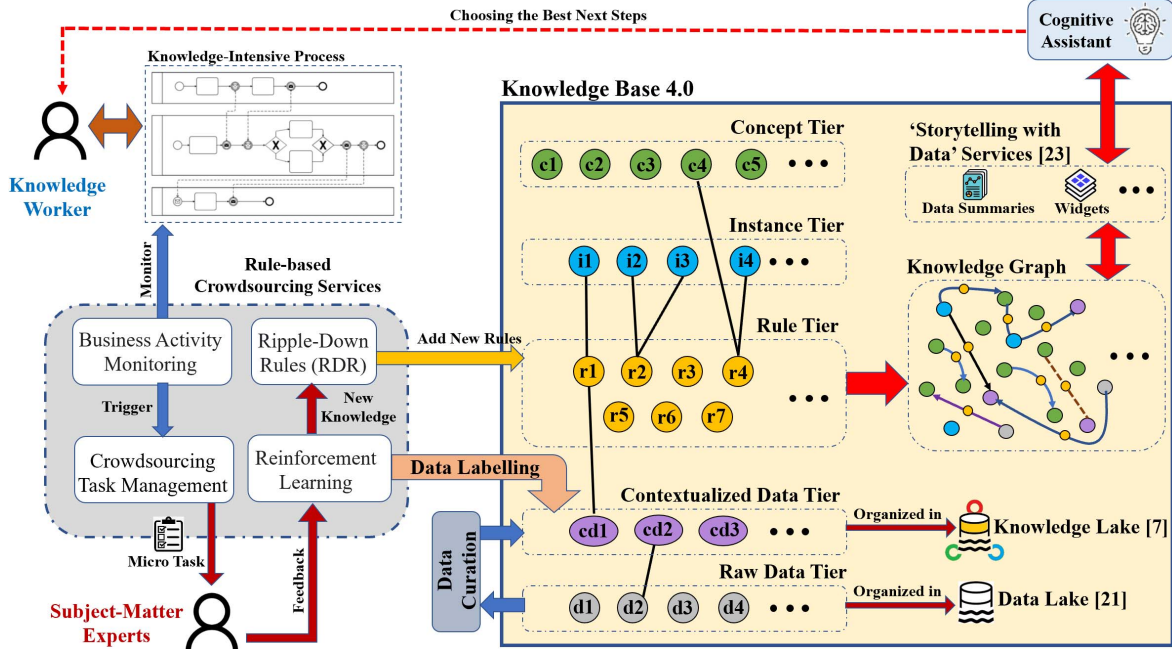 Choosing the Best Next Steps
Cognitive
Assistant
Knowledge-Intensive Process
Knowledge
Worker
Monitor
Rule-based
Crowdsourcing Services
Business Activity
Monitoring
Ripple-Down
Rules (RDR)
Add New Rules
Trigger
New
Knowledge
Crowdsourcing
Task Management
Reinforcement
Learning
Data Labelling
Micro Task
Feedback
Subject-Matter
Experts
Data
Curation
Knowledge Base 4.0
Concept Tier
c1 c2 c3 c4 c5
Instance Tier
i1 i2 i3 i4
Rule Tier
r1 r2 r3 r4
r5 r6 r7
Contextualized Data Tier
cd1 cd2 cd3
Raw Data Tier
d1 d2 d3 d4
‘Storytelling with
Data’ Services [23]
Data Summaries
Widgets
Knowledge Graph
Organized in
Knowledge Lake [7]
Organized in
Data Lake [21]